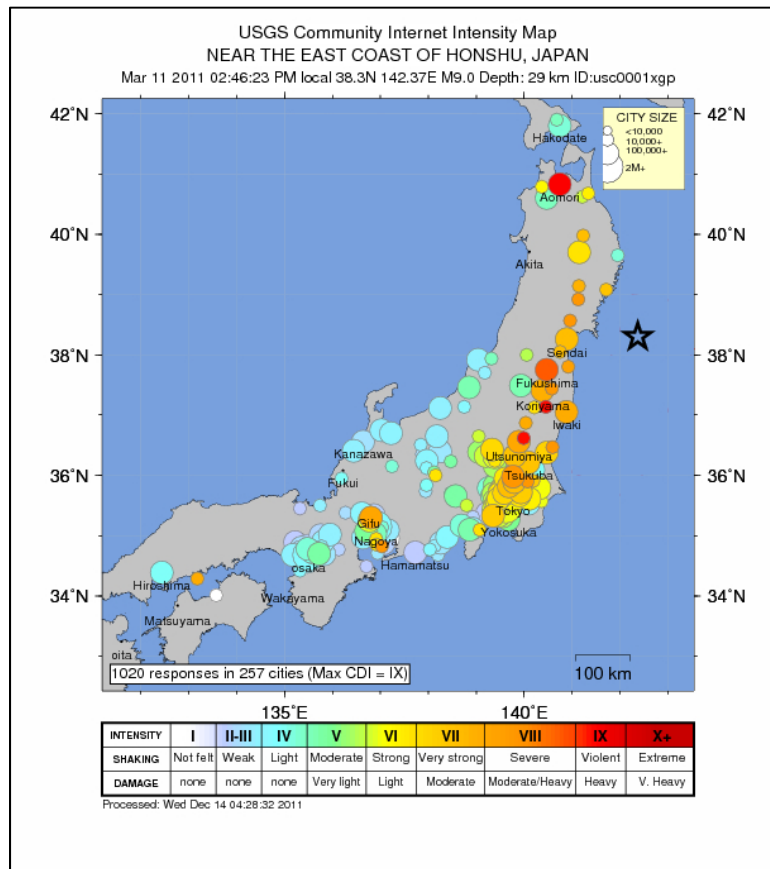 USGS Community Internet Intensity Map
NEAR THE EAST COAST OF HONSHU, JAPAN
Mar 11 2011 02:46:23 PM local 38.3N 142.37E M9.0 Depth: 29 km ID:usc0001xgp
42˚N
42˚N
CITY SIZE
<10,000
10,000+
100,000+
2M+
Hakodate
Aomori
40˚N
Akita
40˚N
38˚N
Sendai
38˚N
Fukushima
Koriyama
Iwaki
Kanazawa
Utsunomiya
36˚N
Fukui
Tsukuba
36˚N
Gifu
Tokyo
Nagoya
Yokosuka
osaka
Hamamatsu
Hiroshima
34˚N
Wakayama
34˚N
Matsuyama
oita
1020 responses in 257 cities (Max CDI = IX)
100 km
135˚E
140˚E
INTENSITY I II-III IV V VI VII VIII IX X+
SHAKING Not felt Weak Light Moderate Strong Very strong Severe Violent Extreme
DAMAGE none none none Very light Light Moderate Moderate/Heavy Heavy V. Heavy
Processed: Wed Dec 14 04:28:32 2011